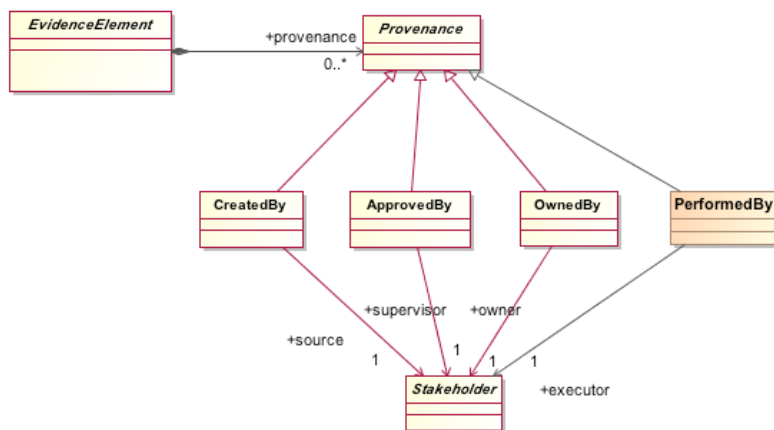 EvidenceElement
+provenance
0..*
Provenance
CreatedBy
ApprovedBy
OwnedBy
PerformedBy
+source
1
+supervisor
1
+owner
1
1
+executor
Stakeholder